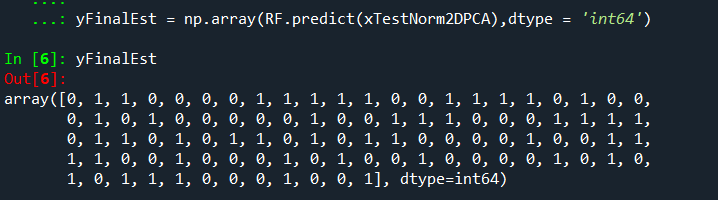 ...:
...: yFinalEst = np.array(RF.predict(xTestNorm2DPCA),dtype = 'int64')
In [6]: yFinalEst
Out[6]:
array([0, 1, 1, 0, 0, 0, 0, 1, 1, 1, 1, 1, 0, 0, 1, 1, 1, 1, 0, 1, 0, 0,
0, 1, 0, 1, 0, 0, 0, 0, 0, 1, 0, 0, 1, 1, 1, 0, 0, 0, 1, 1, 1, 1,
0, 1, 1, 0, 1, 0, 1, 1, 0, 1, 0, 1, 1, 0, 0, 0, 0, 1, 0, 0, 1, 1,
1, 1, 0, 0, 1, 0, 0, 1, 0, 1, 0, 0, 1, 0, 0, 0, 0, 0, 1, 0, 1, 0,
1, 0, 1, 1, 1, 0, 0, 0, 1, 0, 0, 1], dtype=int64)